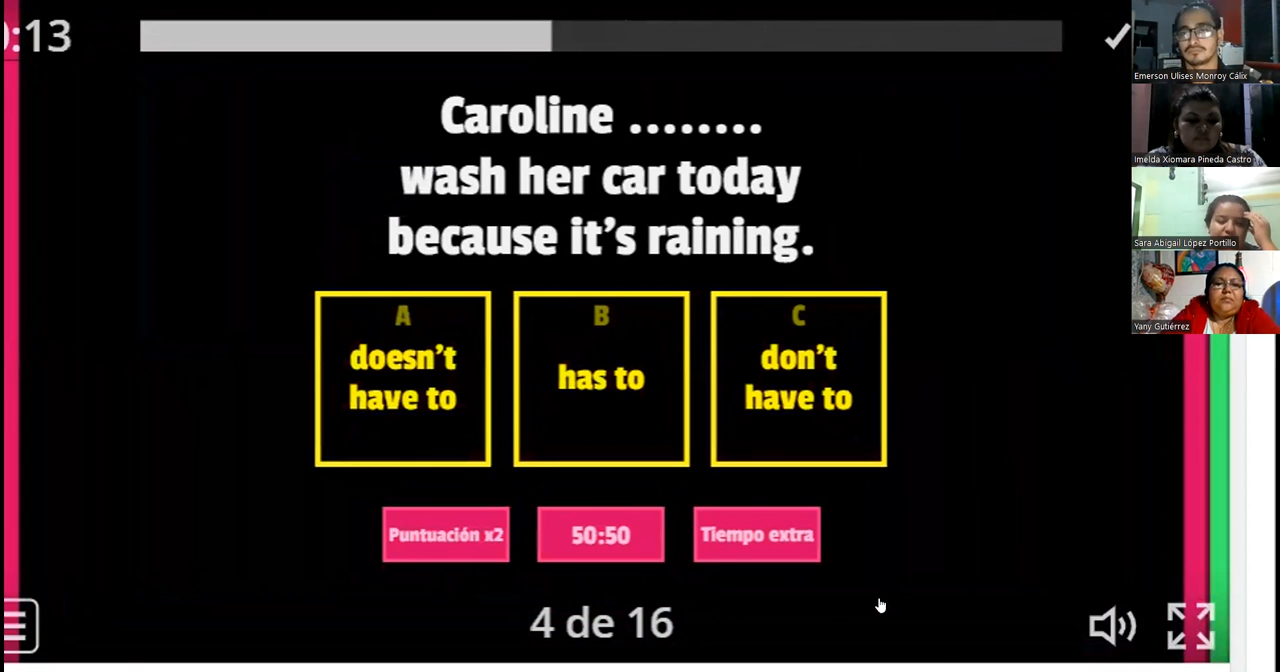 :13
Caroline ........
wash her car today
because it's raining.
A
doesn't
have to
B
has to
C
don't
have to
Puntuación x2
50:50
Tiempo extra
4 de 16
Emerson Ulises Monroy Cálix
Imelda Xiomara Pineda Castro
Sara Abigail López Portillo
Yany Gutiérrez